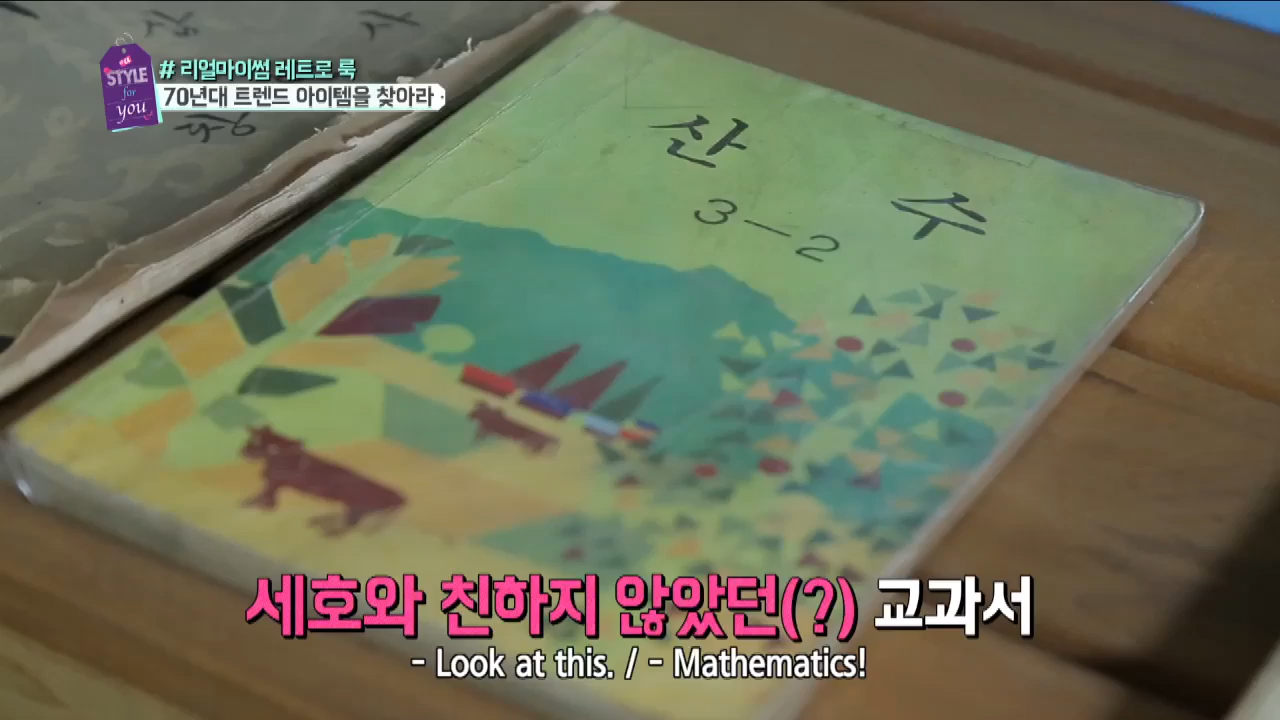 STYLE
for
you
# 리얼마이썸 레트로 룩
70년대 트렌드 아이템을 찾아라
산 수
3-2
세호와 친하지 않았던(?) 교과서
- Look at this. / - Mathematics!